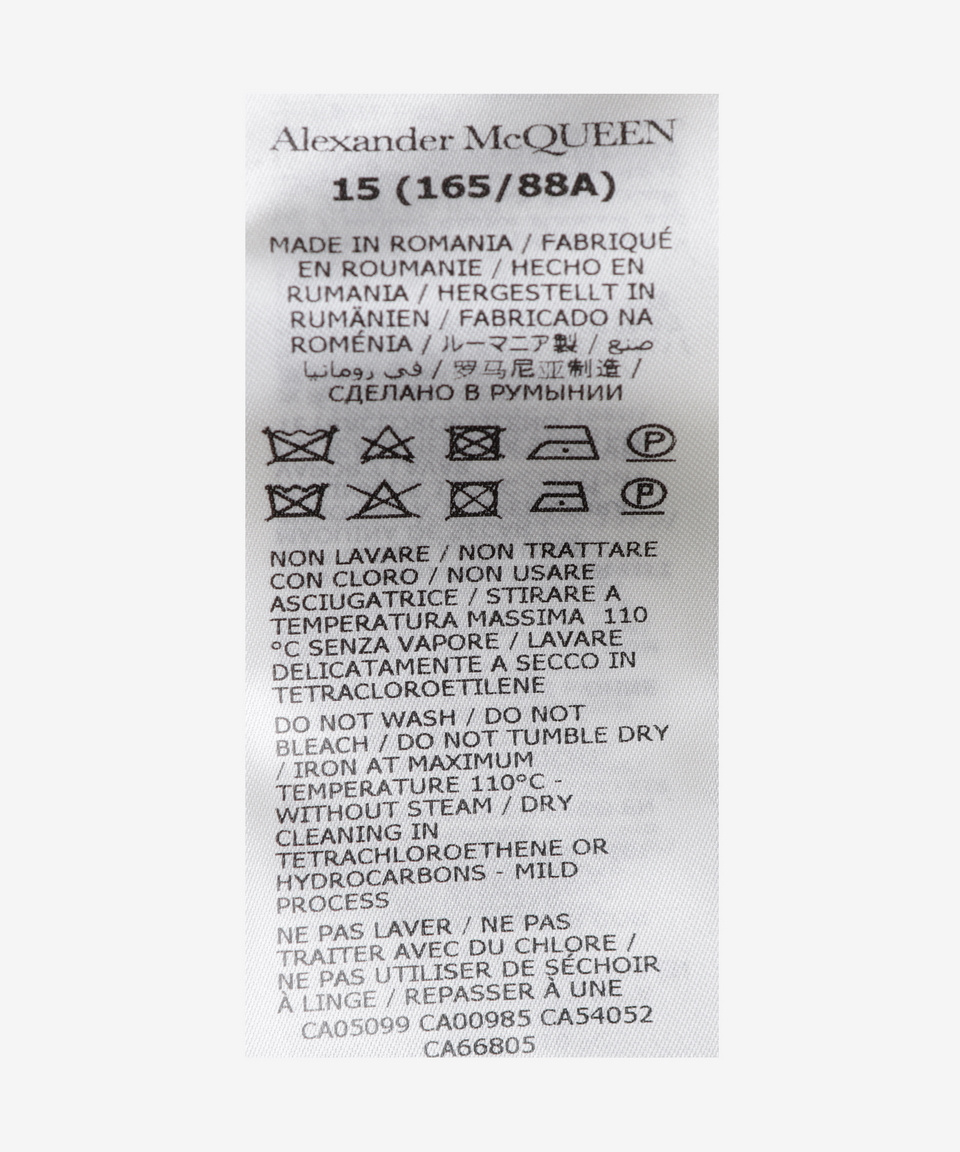 Alexander McQUEEN
15 (165/88A)
MADE IN ROMANIA / FABRIQUÉ
EN ROUMANIE / HECHO EN
RUMANIA / HERGESTELLT IN
RUMÄNIEN / FABRICADO NA
ROMÉNIA / ルーマニア製 / صنع
في رومانيا / 罗马尼亚制造 /
СДЕЛАНО В РУМЫНИИ
P
P
NON LAVARE / NON TRATTARE
CON CLORO / NON USARE
ASCIUGATRICE / STIRARE A
TEMPERATURA MASSIMA 110
°C SENZA VAPORE / LAVARE
DELICATAMENTE A SECCO IN
TETRACLOROETILENE
DO NOT WASH / DO NOT
BLEACH / DO NOT TUMBLE DRY
/ IRON AT MAXIMUM
TEMPERATURE 110°C -
WITHOUT STEAM / DRY
CLEANING IN
TETRACHLOROETHENE OR
HYDROCARBONS - MILD
PROCESS
NE PAS LAVER / NE PAS
TRAITER AVEC DU CHLORE /
NE PAS UTILISER DE SÉCHOIR
À LINGE / REPASSER À UNE
CA05099 CA00985 CA54052
CA66805